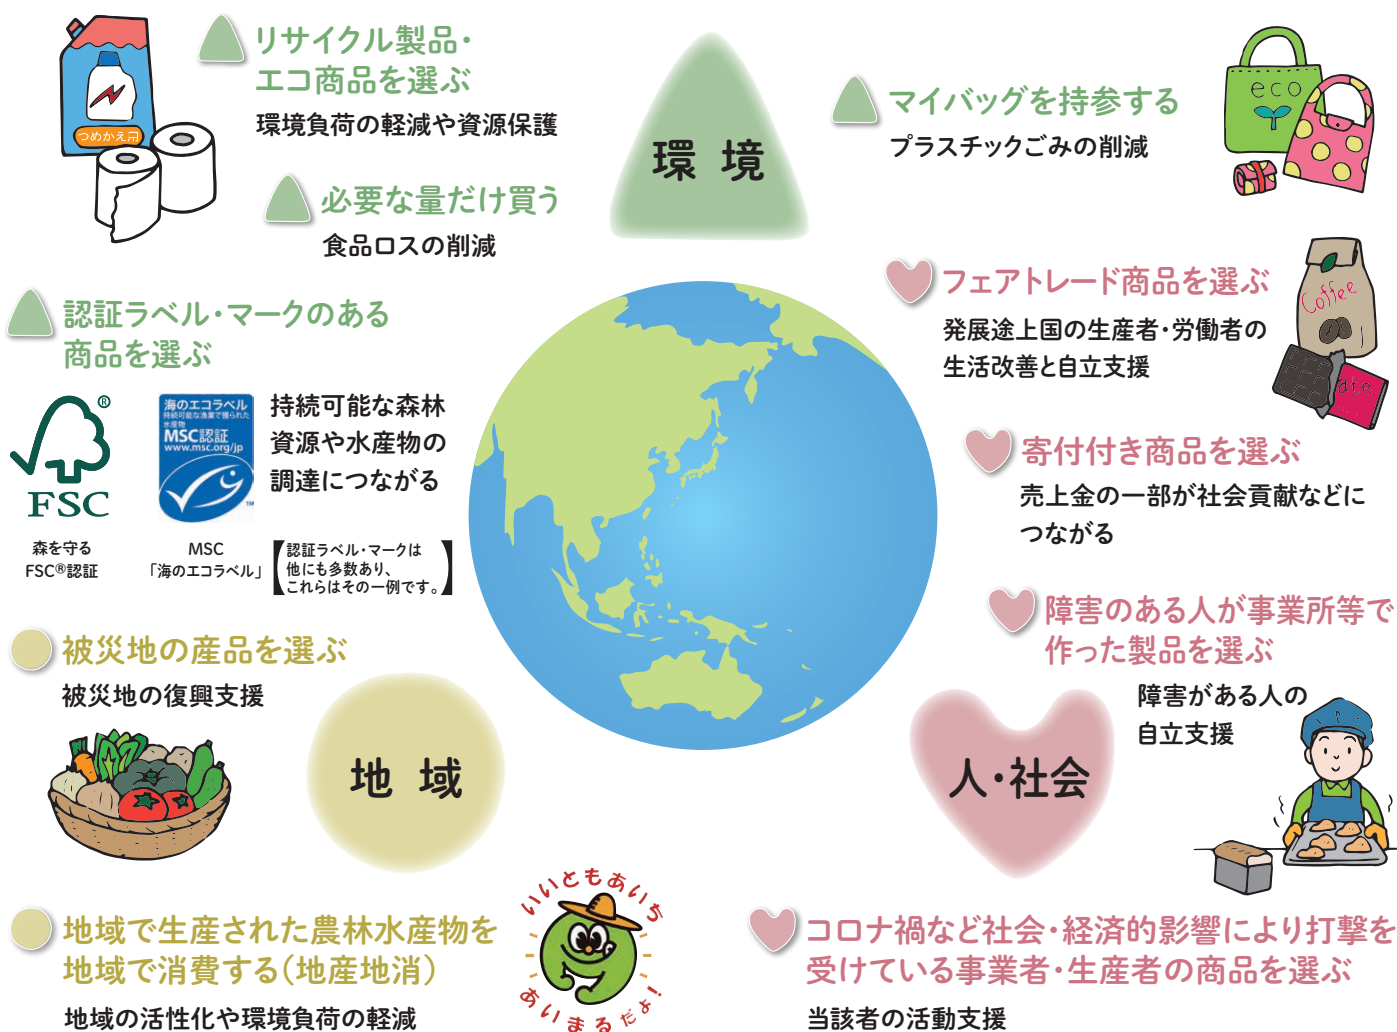 リサイクル製品・
エコ商品を選ぶ
環境負荷の軽減や資源保護
つめかえ用
必要な量だけ買う
食品ロスの削減
環境
マイバッグを持参する
プラスチックごみの削減
eco
認証ラベル・マークのある
商品を選ぶ
FSC
®
森を守る
FSC®認証
海のエコラベル
持続可能な漁業で獲られた
水産物
MSC認証
www.msc.org/jp
TM
MSC
「海のエコラベル」
持続可能な森林
資源や水産物の
調達につながる
【認証ラベル・マークは
他にも多数あり、
これらはその一例です。】
フェアトレード商品を選ぶ
発展途上国の生産者・労働者の
生活改善と自立支援
Coffee
ate
寄付付き商品を選ぶ
売上金の一部が社会貢献などに
つながる
障害のある人が事業所等で
作った製品を選ぶ
障害がある人の
自立支援
人・社会
被災地の産品を選ぶ
被災地の復興支援
地域
地域で生産された農林水産物を
地域で消費する（地産地消）
地域の活性化や環境負荷の軽減
いいともあいち
あいまるだよ！
コロナ禍など社会・経済的影響により打撃を
受けている事業者・生産者の商品を選ぶ
当該者の活動支援